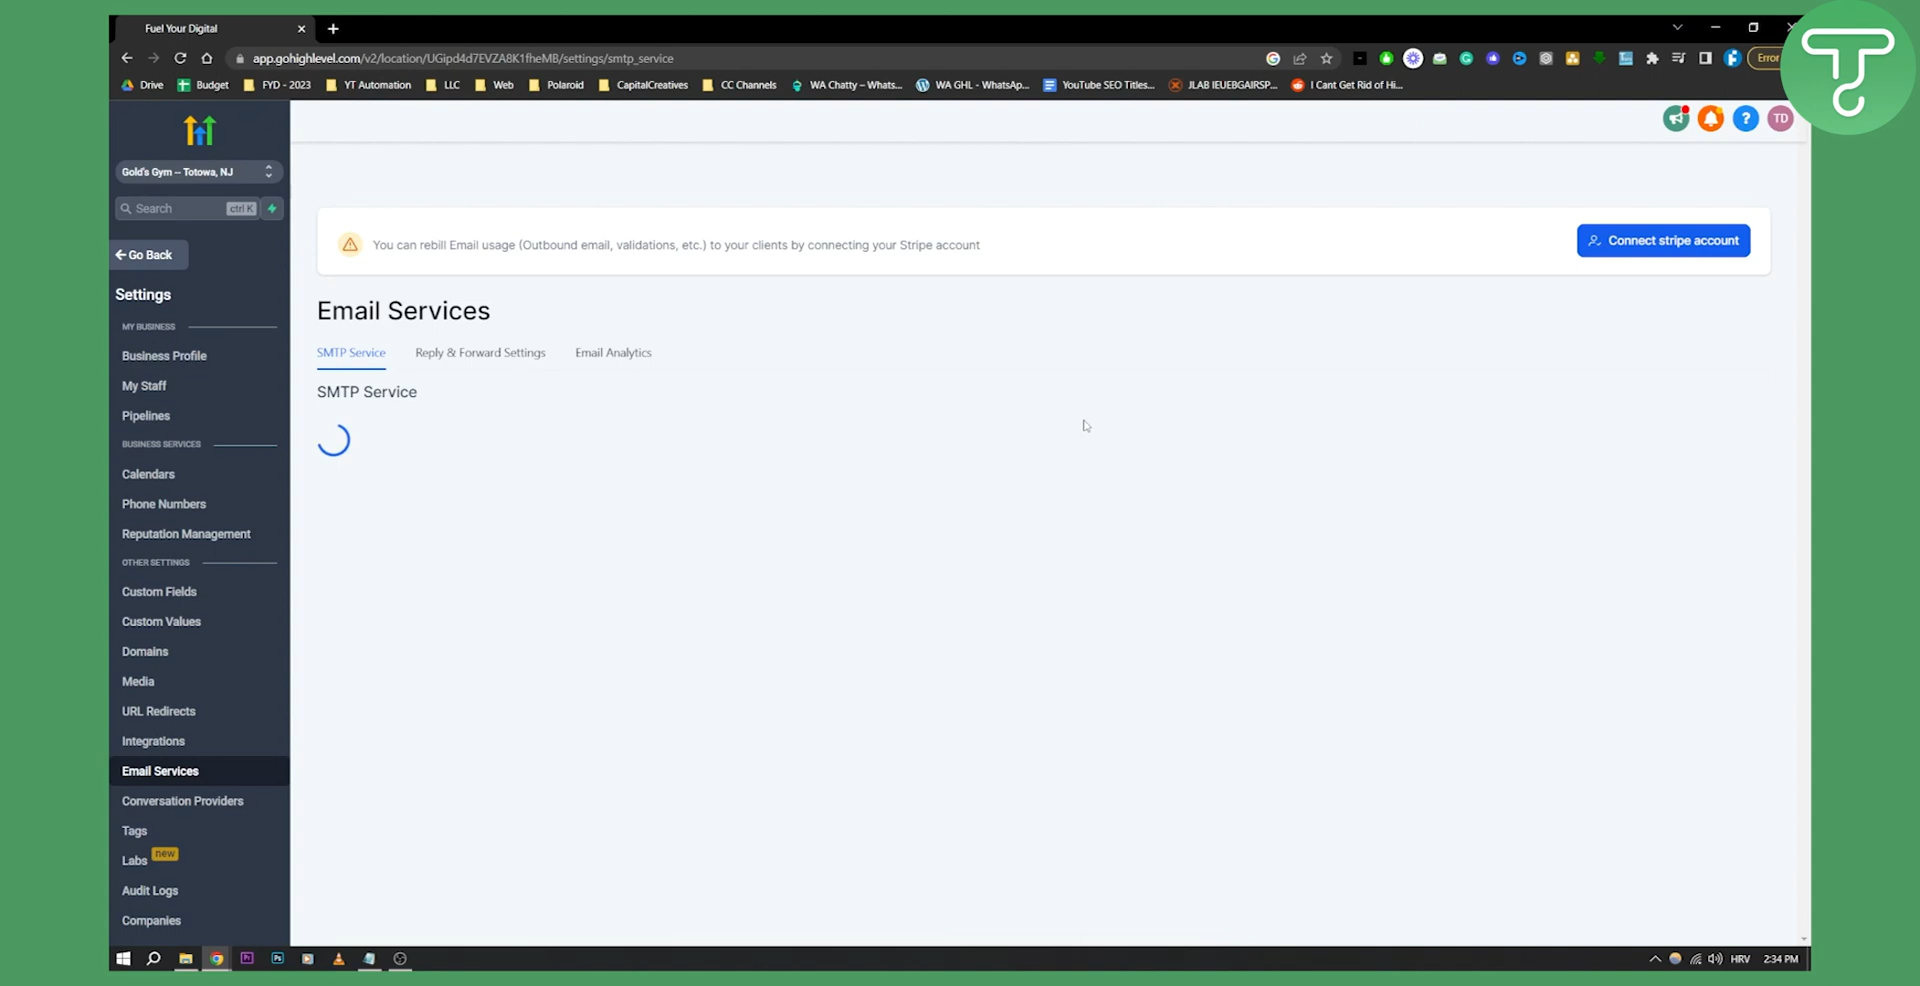 Fuel Your Digital
app.gohighlevel.com/v2/location/UGipd4d7EVZA8K1fheMB/settings/smtp_service
Error
Drive
Budget
FYD - 2023
YT Automation
LLC
Web
Polaroid
CapitalCreatives
CC Channels
WA Chatty – Whats...
WA GHL - WhatsAp...
YouTube SEO Titles...
JLAB IEUEBGAIRSP...
I Cant Get Rid of Hi...
TD
Gold's Gym -- Totowa, NJ
Search
ctrl K
Go Back
Settings
MY BUSINESS
Business Profile
My Staff
Pipelines
BUSINESS SERVICES
Calendars
Phone Numbers
Reputation Management
OTHER SETTINGS
Custom Fields
Custom Values
Domains
Media
URL Redirects
Integrations
Email Services
Conversation Providers
Tags
Labs new
Audit Logs
Companies
You can rebill Email usage (Outbound email, validations, etc.) to your clients by connecting your Stripe account
Connect stripe account
Email Services
SMTP Service
Reply & Forward Settings
Email Analytics
SMTP Service
Pr
Ps
HRV
2:34 PM